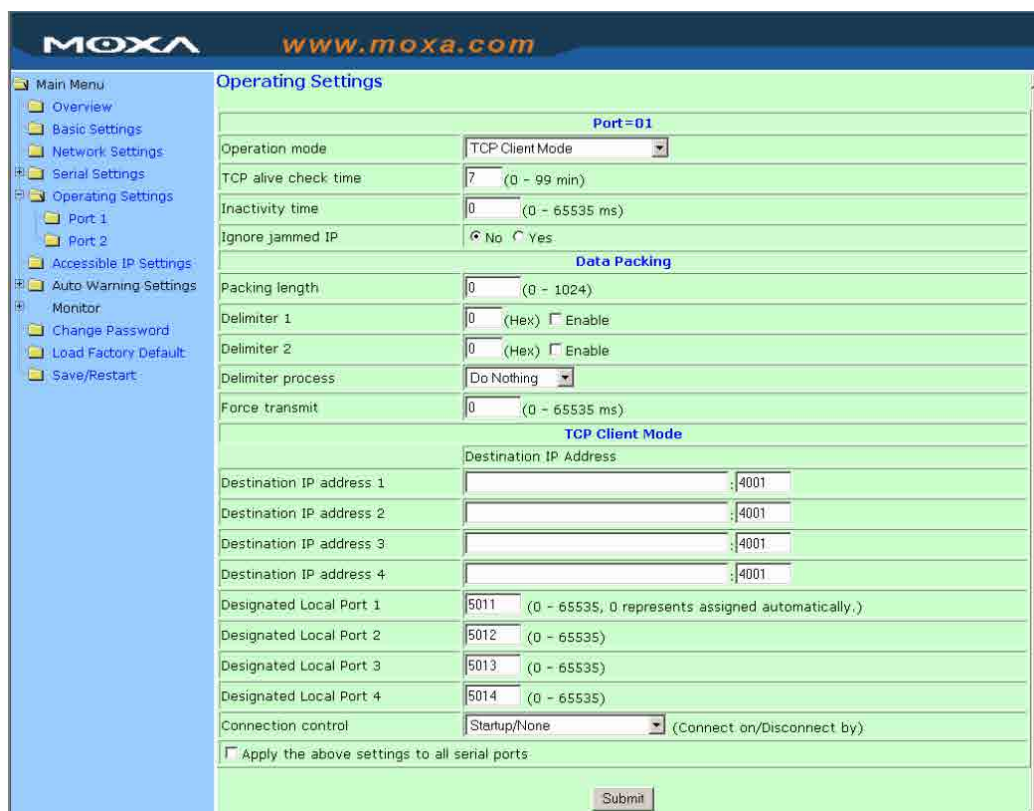 MOXA www.moxa.com
Main Menu
Overview
Basic Settings
Network Settings
Serial Settings
Operating Settings
Port 1
Port 2
Accessible IP Settings
Auto Warning Settings
Monitor
Change Password
Load Factory Default
Save/Restart
Operating Settings
Port=01
Operation mode TCP Client Mode
TCP alive check time 7 (0 - 99 min)
Inactivity time 0 (0 - 65535 ms)
Ignore jammed IP No Yes
Data Packing
Packing length 0 (0 - 1024)
Delimiter 1 0 (Hex) Enable
Delimiter 2 0 (Hex) Enable
Delimiter process Do Nothing
Force transmit 0 (0 - 65535 ms)
TCP Client Mode
Destination IP Address
Destination IP address 1 :4001
Destination IP address 2 :4001
Destination IP address 3 :4001
Destination IP address 4 :4001
Designated Local Port 1 5011 (0 - 65535, 0 represents assigned automatically.)
Designated Local Port 2 5012 (0 - 65535)
Designated Local Port 3 5013 (0 - 65535)
Designated Local Port 4 5014 (0 - 65535)
Connection control Startup/None (Connect on/Disconnect by)
Apply the above settings to all serial ports
Submit